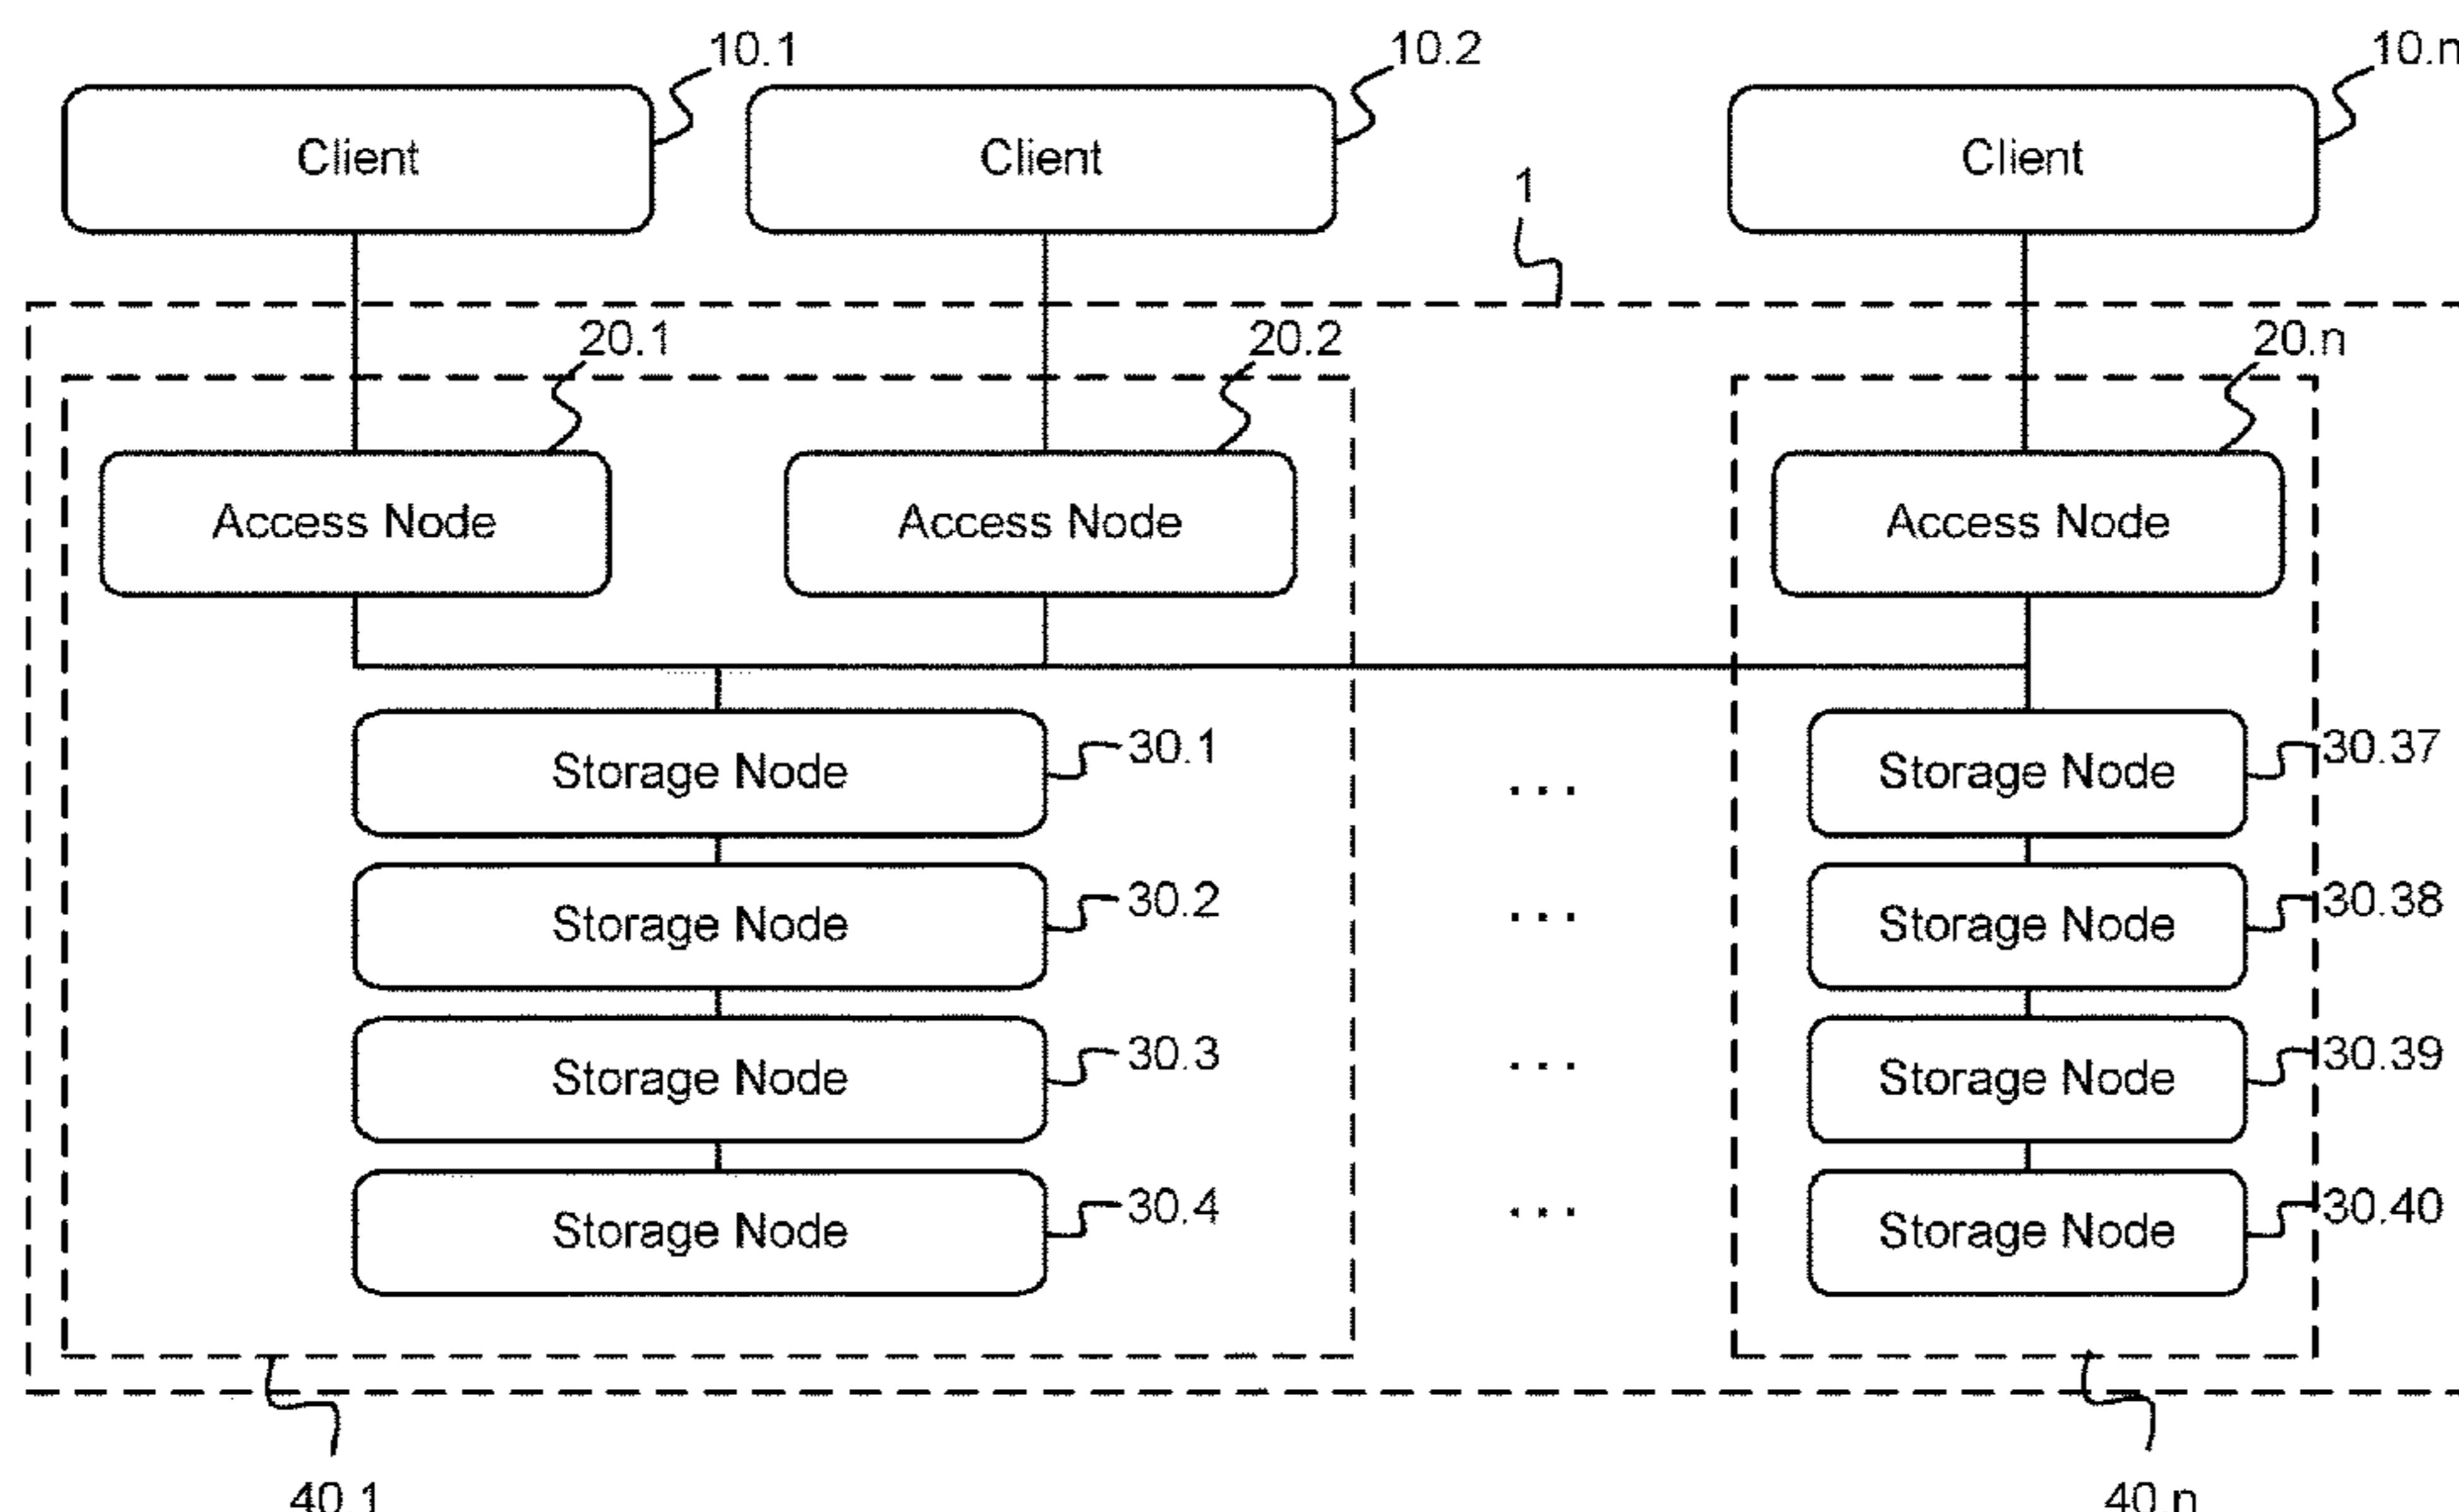 10.1
10.2
10.n
Client
Client
Client
1
20.1
20.2
20.n
Access Node
Access Node
Access Node
Storage Node
30.1
...
Storage Node
30.37
Storage Node
30.2
...
Storage Node
30.38
Storage Node
30.3
...
Storage Node
30.39
Storage Node
30.4
...
Storage Node
30.40
40.1
40.n